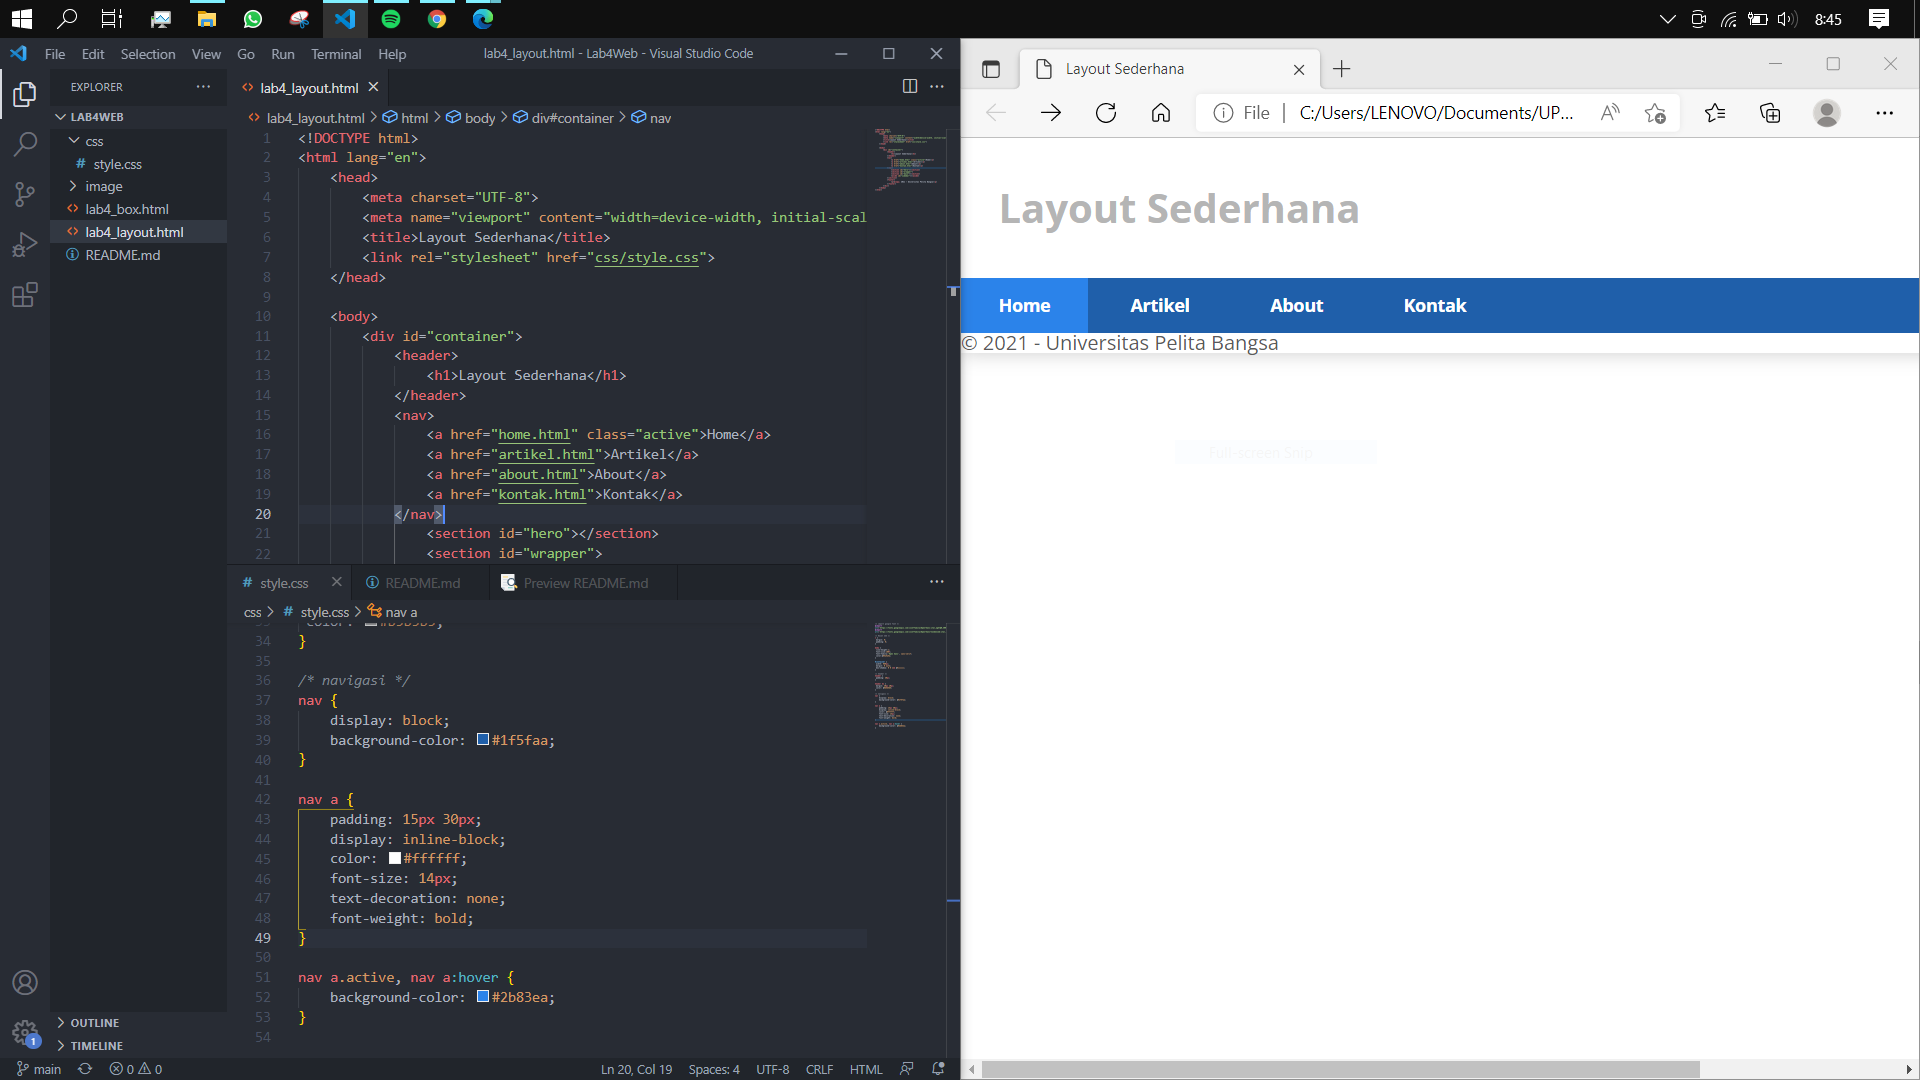 8:45
File Edit Selection View Go Run Terminal Help
lab4_layout.html - Lab4Web - Visual Studio Code
EXPLORER
LAB4WEB
css
# style.css
image
<> lab4_box.html
<> lab4_layout.html
README.md
OUTLINE
TIMELINE
<> lab4_layout.html
<> lab4_layout.html > html > body > div#container > nav
1 <!DOCTYPE html>
2 <html lang="en">
3 <head>
4 <meta charset="UTF-8">
5 <meta name="viewport" content="width=device-width, initial-scal
6 <title>Layout Sederhana</title>
7 <link rel="stylesheet" href="css/style.css">
8 </head>
9
10 <body>
11 <div id="container">
12 <header>
13 <h1>Layout Sederhana</h1>
14 </header>
15 <nav>
16 <a href="home.html" class="active">Home</a>
17 <a href="artikel.html">Artikel</a>
18 <a href="about.html">About</a>
19 <a href="kontak.html">Kontak</a>
20 </nav>
21 <section id="hero"></section>
22 <section id="wrapper">
# style.css README.md Preview README.md
css > # style.css > nav a
34 }
35
36 /* navigasi */
37 nav {
38 display: block;
39 background-color: #1f5faa;
40 }
41
42 nav a {
43 padding: 15px 30px;
44 display: inline-block;
45 color: #ffffff;
46 font-size: 14px;
47 text-decoration: none;
48 font-weight: bold;
49 }
50
51 nav a.active, nav a:hover {
52 background-color: #2b83ea;
53 }
54
1
main 0 0
Ln 20, Col 19 Spaces: 4 UTF-8 CRLF HTML
Layout Sederhana
File C:/Users/LENOVO/Documents/UP...
Layout Sederhana
Home Artikel About Kontak
© 2021 - Universitas Pelita Bangsa